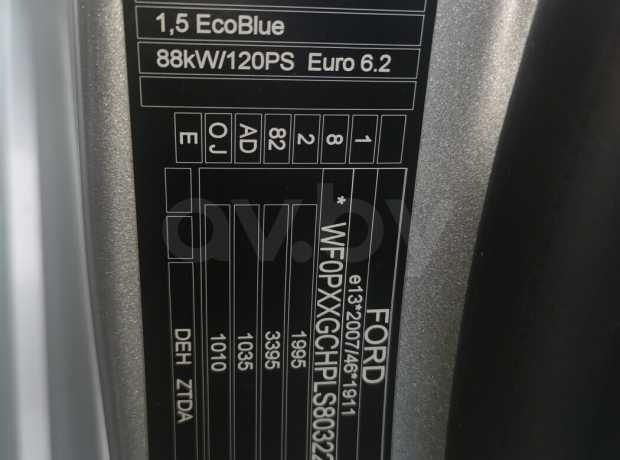 1,5 EcoBlue
88kW/120PS Euro 6.2
1
8
2
82
AD
OJ
E
FORD
e13*2007/46*1911
* WF0PXXGCHPLS80322
1995
3395
1035
1010
DEH ZTDA
av.by